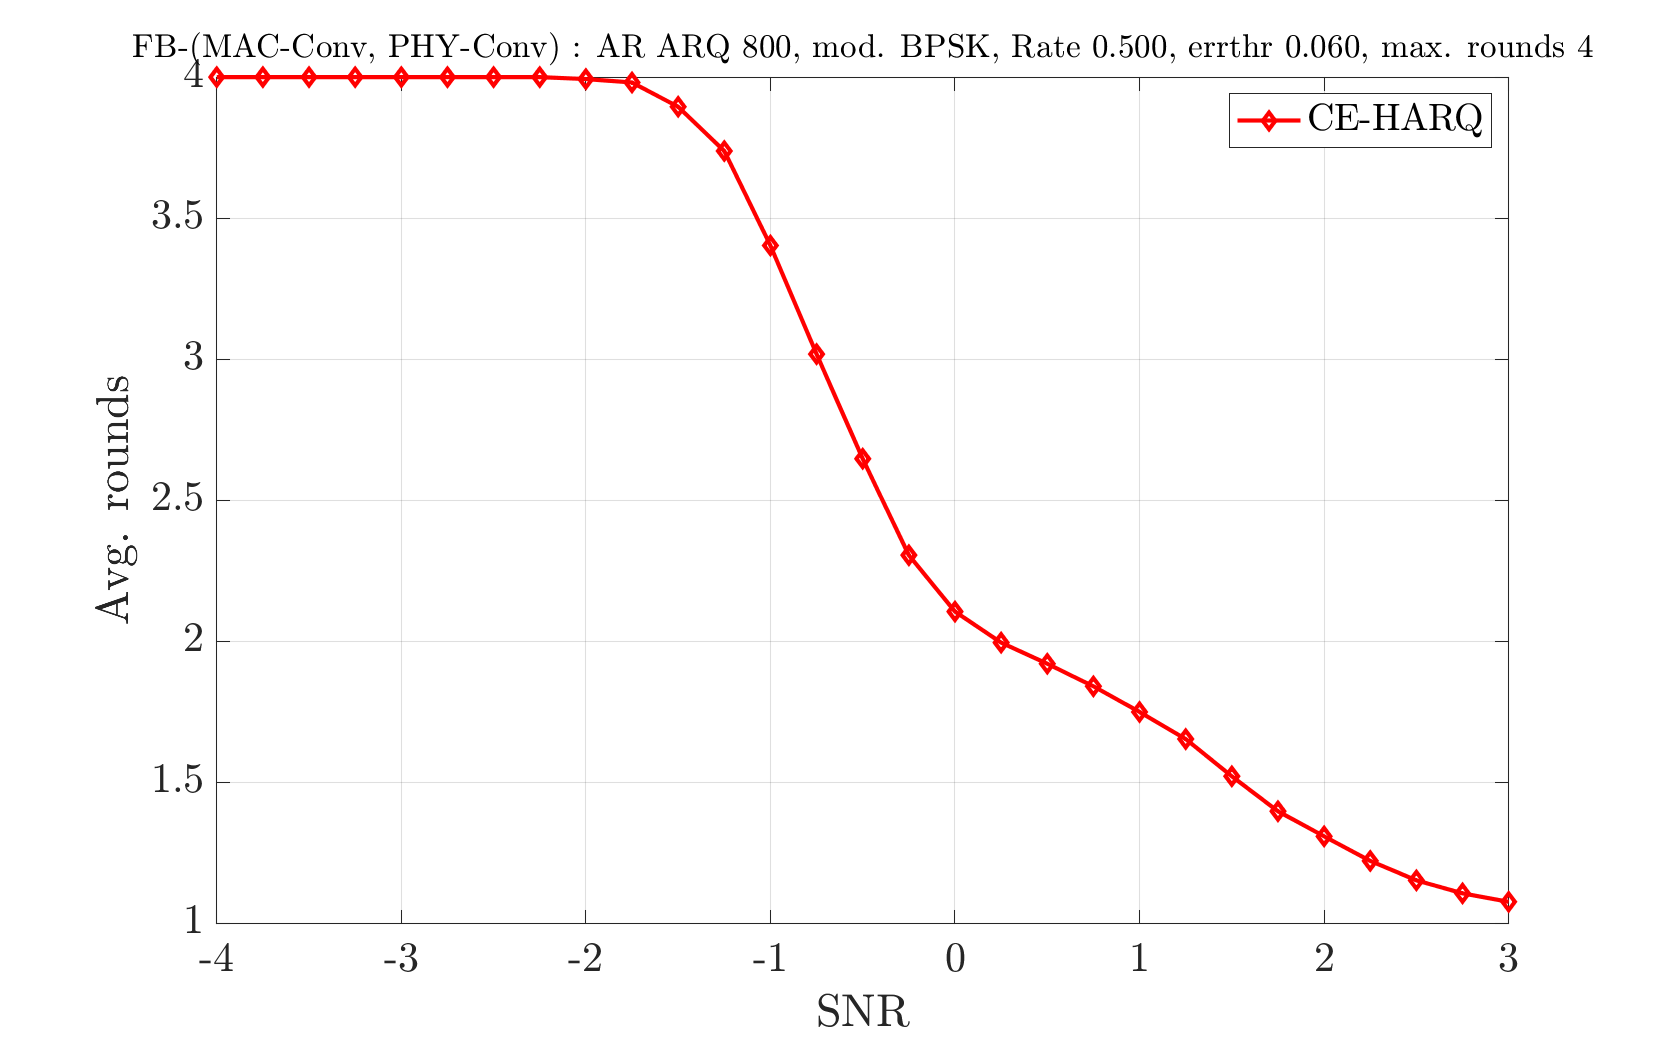 FB-(MAC-Conv, PHY-Conv) : AR ARQ 800, mod. BPSK, Rate 0.500, errthr 0.060, max. rounds 4
CE-HARQ
4
3.5
3
2.5
2
1.5
1
Avg. rounds
-4 -3 -2 -1 0 1 2 3
SNR